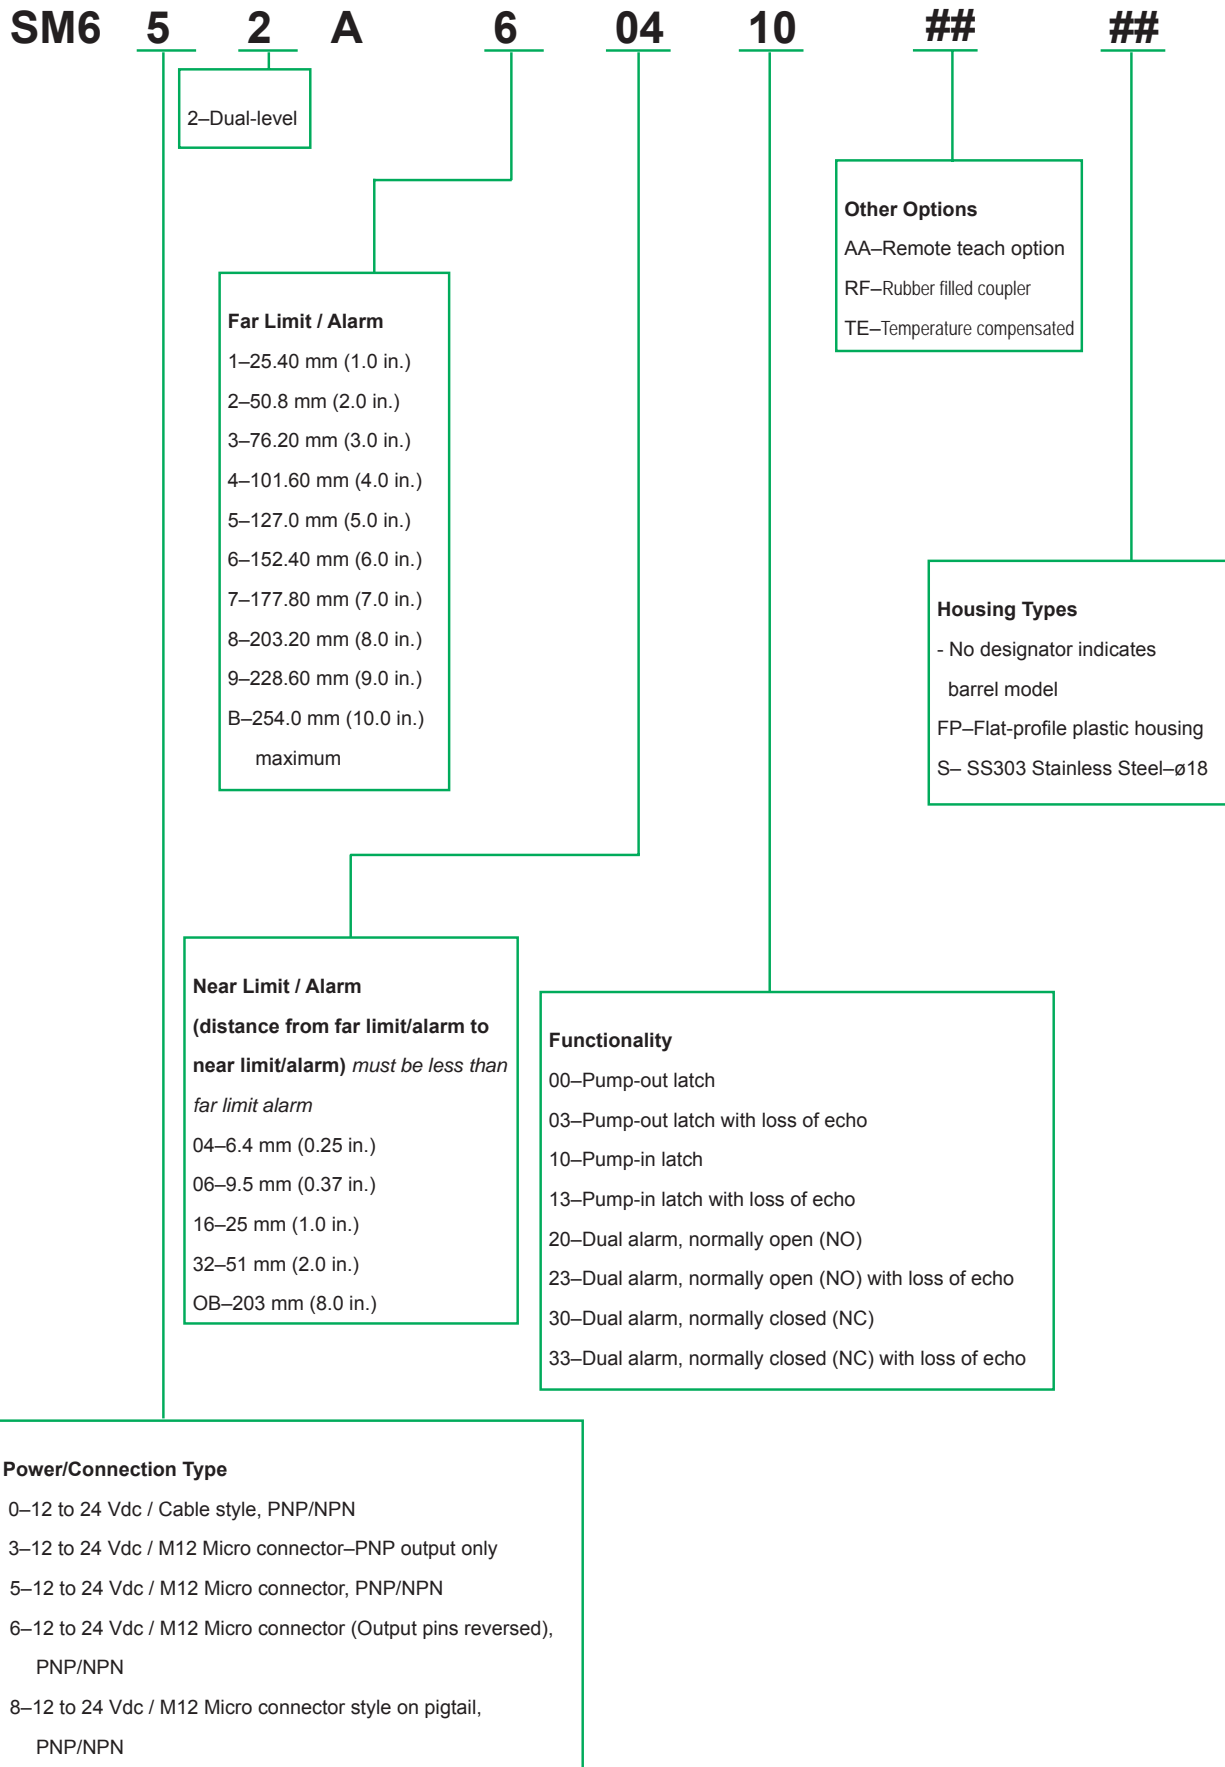 SM6 5 2 A 6 04 10 ## ##
2–Dual-level
Other Options
AA–Remote teach option
RF–Rubber filled coupler
TE–Temperature compensated
Far Limit / Alarm
1–25.40 mm (1.0 in.)
2–50.8 mm (2.0 in.)
3–76.20 mm (3.0 in.)
4–101.60 mm (4.0 in.)
5–127.0 mm (5.0 in.)
6–152.40 mm (6.0 in.)
7–177.80 mm (7.0 in.)
8–203.20 mm (8.0 in.)
9–228.60 mm (9.0 in.)
B–254.0 mm (10.0 in.)
maximum
Housing Types
- No designator indicates
barrel model
FP–Flat-profile plastic housing
S– SS303 Stainless Steel–ø18
Near Limit / Alarm
(distance from far limit/alarm to
near limit/alarm) must be less than
far limit alarm
04–6.4 mm (0.25 in.)
06–9.5 mm (0.37 in.)
16–25 mm (1.0 in.)
32–51 mm (2.0 in.)
OB–203 mm (8.0 in.)
Functionality
00–Pump-out latch
03–Pump-out latch with loss of echo
10–Pump-in latch
13–Pump-in latch with loss of echo
20–Dual alarm, normally open (NO)
23–Dual alarm, normally open (NO) with loss of echo
30–Dual alarm, normally closed (NC)
33–Dual alarm, normally closed (NC) with loss of echo
Power/Connection Type
0–12 to 24 Vdc / Cable style, PNP/NPN
3–12 to 24 Vdc / M12 Micro connector–PNP output only
5–12 to 24 Vdc / M12 Micro connector, PNP/NPN
6–12 to 24 Vdc / M12 Micro connector (Output pins reversed),
PNP/NPN
8–12 to 24 Vdc / M12 Micro connector style on pigtail,
PNP/NPN